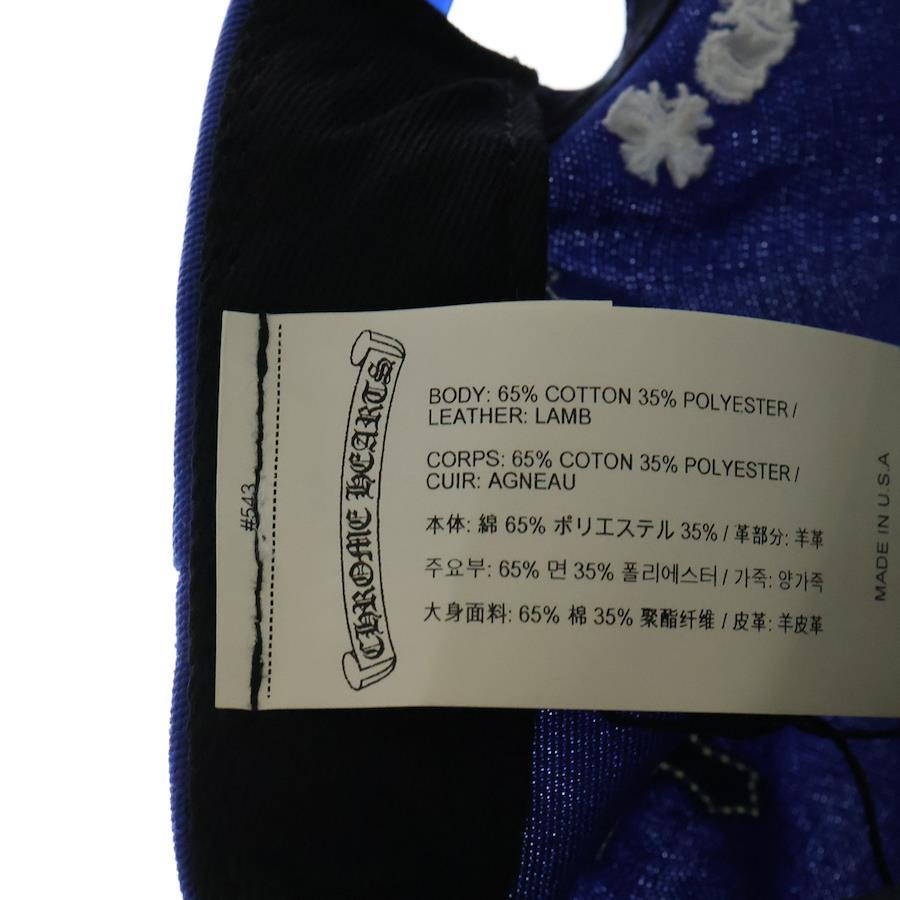 #543
CHROME HEARTS
BODY: 65% COTTON 35% POLYESTER /
LEATHER: LAMB
CORPS: 65% COTON 35% POLYESTER /
CUIR: AGNEAU
本体: 綿 65% ポリエステル 35% / 革部分: 羊革
주요부: 65% 면 35% 폴리에스터 / 가죽: 양가죽
大身面料: 65% 棉 35% 聚酯纤维 / 皮革: 羊皮革
MADE IN U.S.A